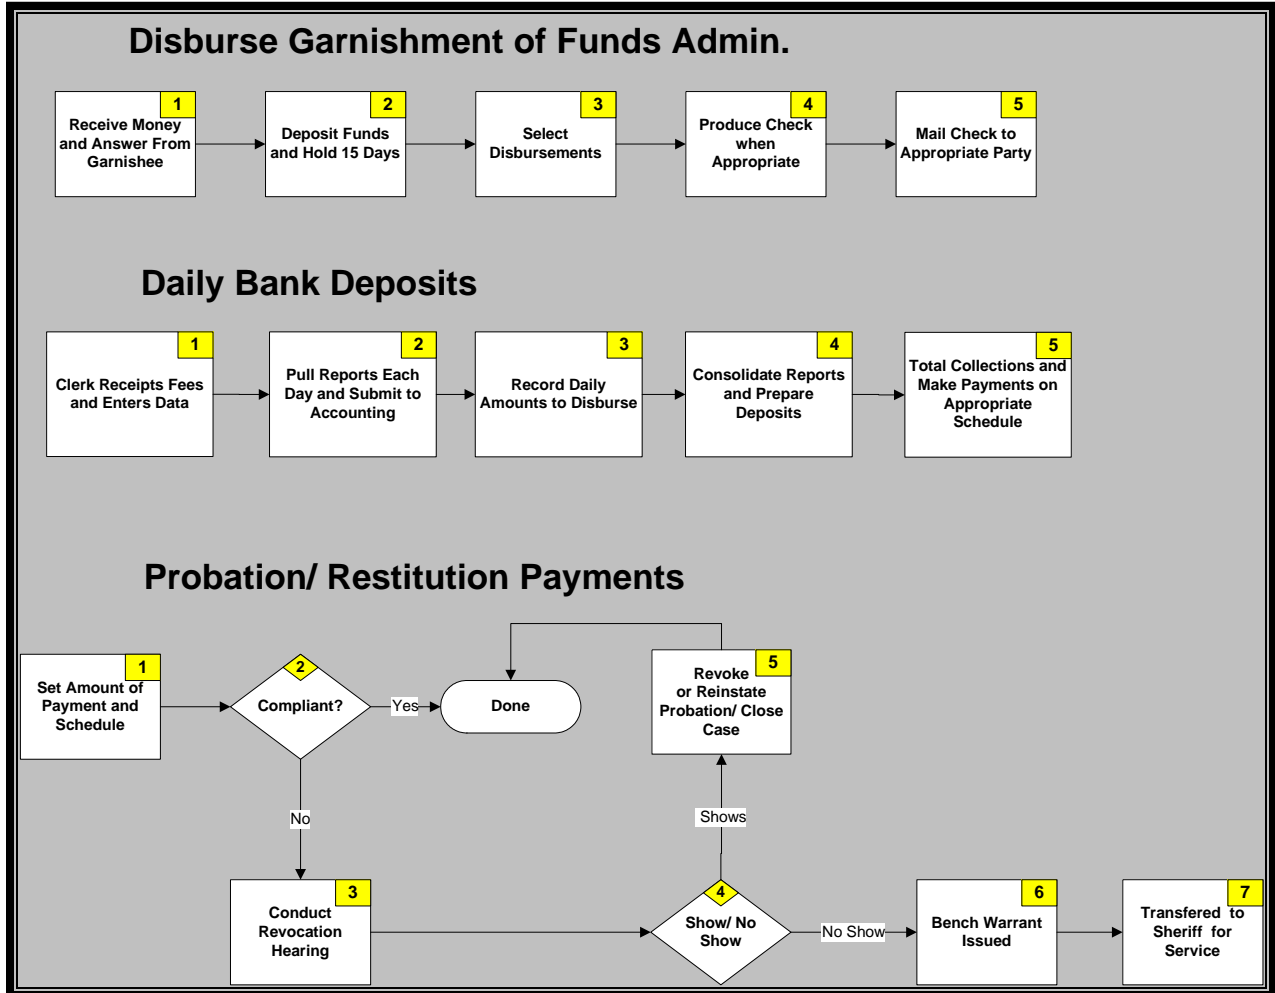 Disburse Garnishment of Funds Admin.
1
Receive Money
and Answer From
Garnishee
2
Deposit Funds
and Hold 15 Days
3
Select
Disbursements
4
Produce Check
when
Appropriate
5
Mail Check to
Appropriate Party
Daily Bank Deposits
1
Clerk Receipts Fees
and Enters Data
2
Pull Reports Each
Day and Submit to
Accounting
3
Record Daily
Amounts to Disburse
4
Consolidate Reports
and Prepare
Deposits
5
Total Collections and
Make Payments on
Appropriate
Schedule
Probation/ Restitution Payments
1
Set Amount of
Payment and
Schedule
2
Compliant?
Yes
Done
No
3
Conduct
Revocation
Hearing
4
Show/ No
Show
Shows
5
Revoke
or Reinstate
Probation/ Close
Case
No Show
6
Bench Warrant
Issued
7
Transfered to
Sheriff for
Service